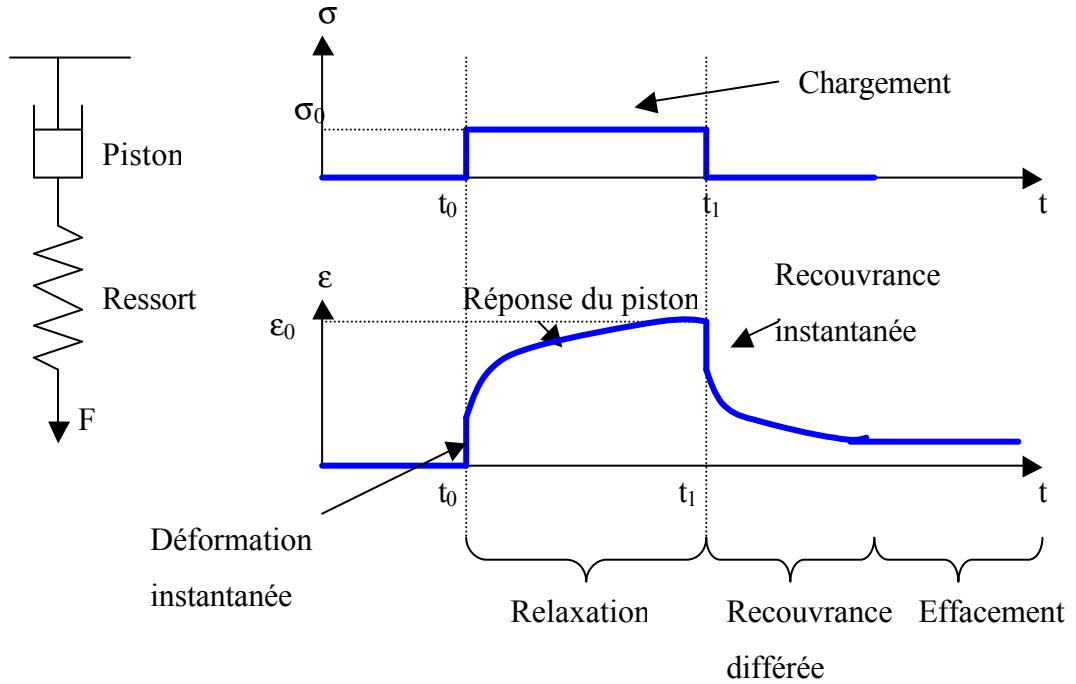 σ
Chargement
σ₀
Piston
t₀
t₁
t
Recouvrance
instantanée
ε
Réponse du piston
Ressort
ε₀
F
t₀
t₁
t
Déformation
instantanée
Relaxation
Recouvrance
différée
Effacement